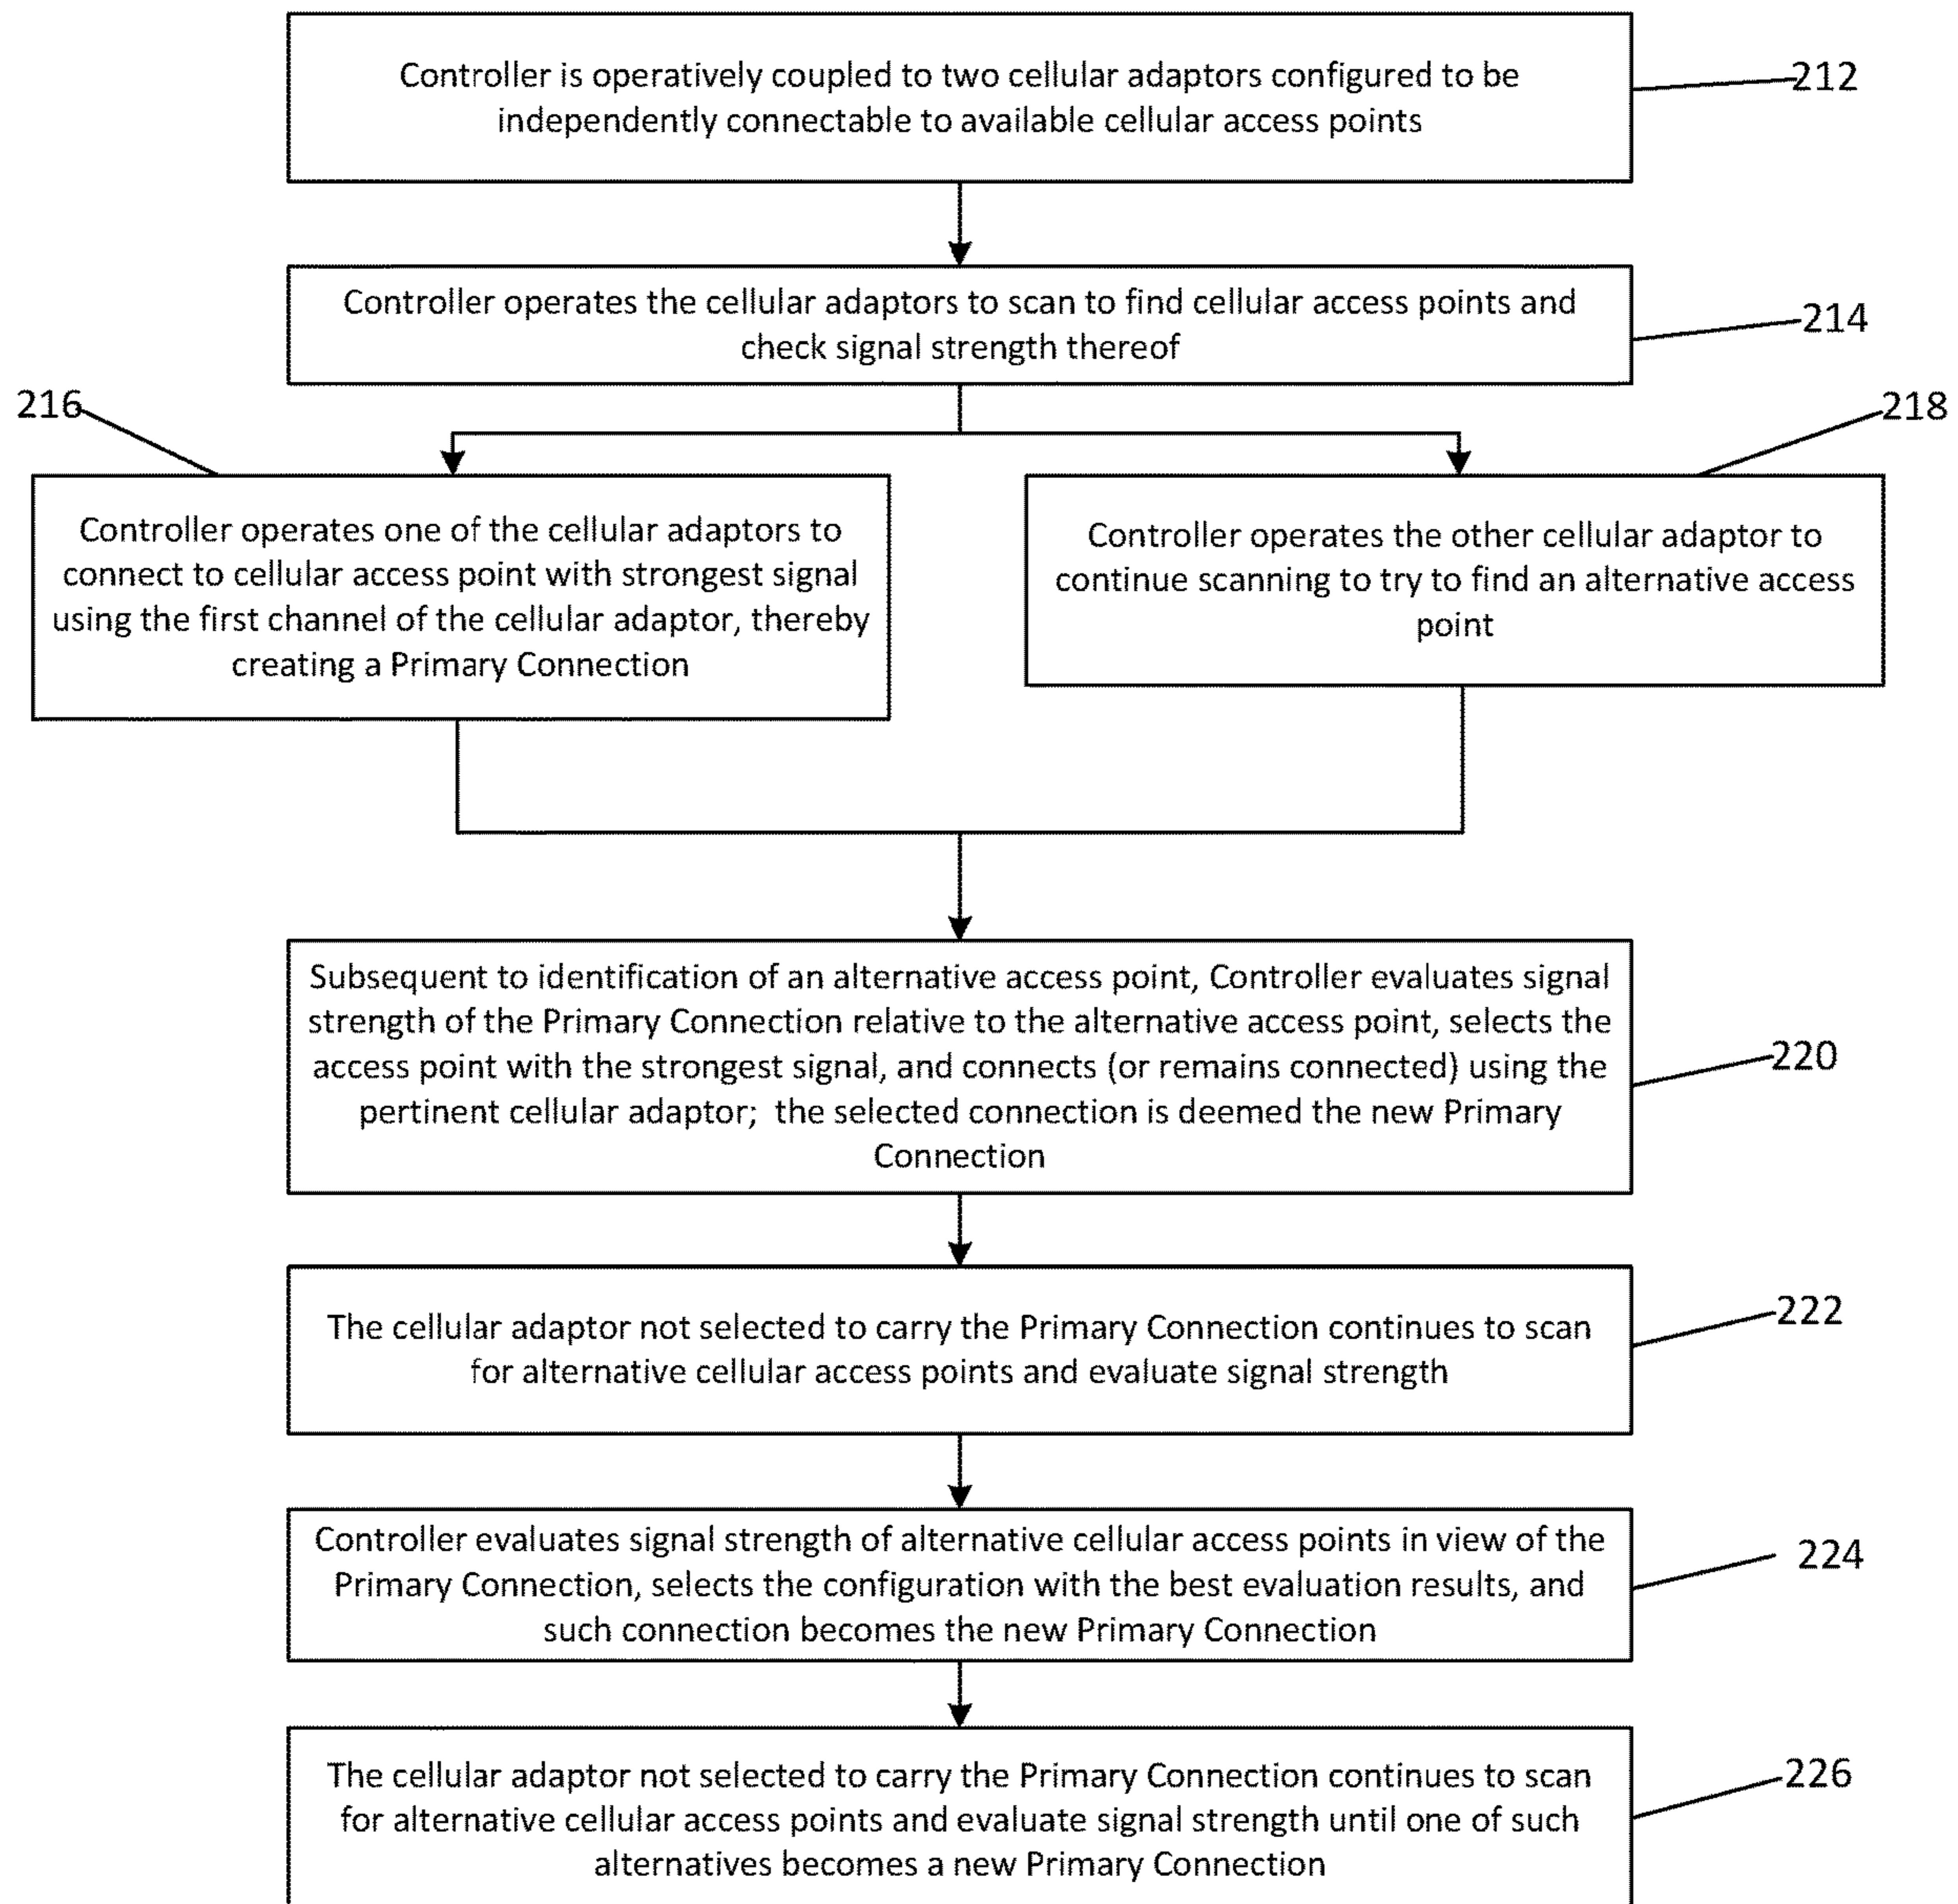 Controller is operatively coupled to two cellular adaptors configured to be
independently connectable to available cellular access points
212
Controller operates the cellular adaptors to scan to find cellular access points and
check signal strength thereof
214
216
218
Controller operates one of the cellular adaptors to
connect to cellular access point with strongest signal
using the first channel of the cellular adaptor, thereby
creating a Primary Connection
Controller operates the other cellular adaptor to
continue scanning to try to find an alternative access
point
Subsequent to identification of an alternative access point, Controller evaluates signal
strength of the Primary Connection relative to the alternative access point, selects the
access point with the strongest signal, and connects (or remains connected) using the
pertinent cellular adaptor; the selected connection is deemed the new Primary
Connection
220
The cellular adaptor not selected to carry the Primary Connection continues to scan
for alternative cellular access points and evaluate signal strength
222
Controller evaluates signal strength of alternative cellular access points in view of the
Primary Connection, selects the configuration with the best evaluation results, and
such connection becomes the new Primary Connection
224
The cellular adaptor not selected to carry the Primary Connection continues to scan
for alternative cellular access points and evaluate signal strength until one of such
alternatives becomes a new Primary Connection
226